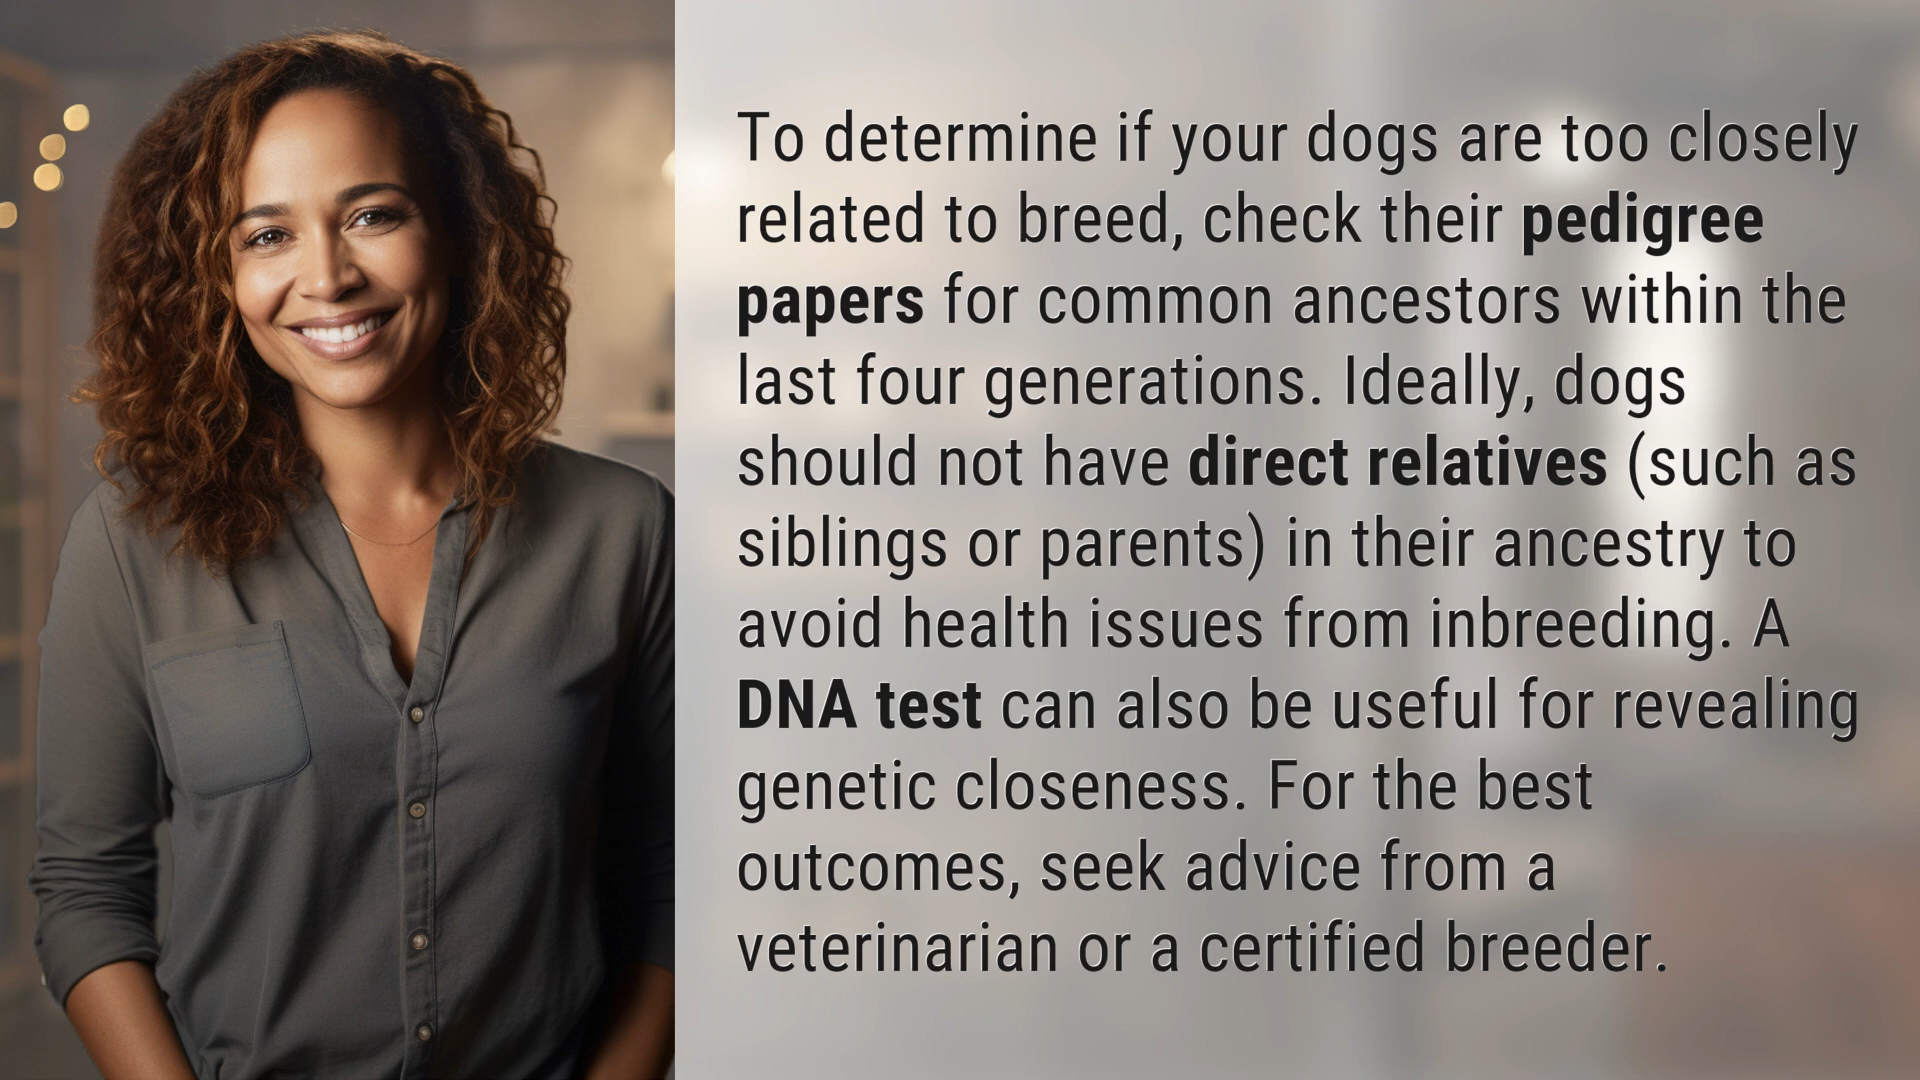 To determine if your dogs are too closely
related to breed, check their pedigree
papers for common ancestors within the
last four generations. Ideally, dogs
should not have direct relatives (such as
siblings or parents) in their ancestry to
avoid health issues from inbreeding. A
DNA test can also be useful for revealing
genetic closeness. For the best
outcomes, seek advice from a
veterinarian or a certified breeder.